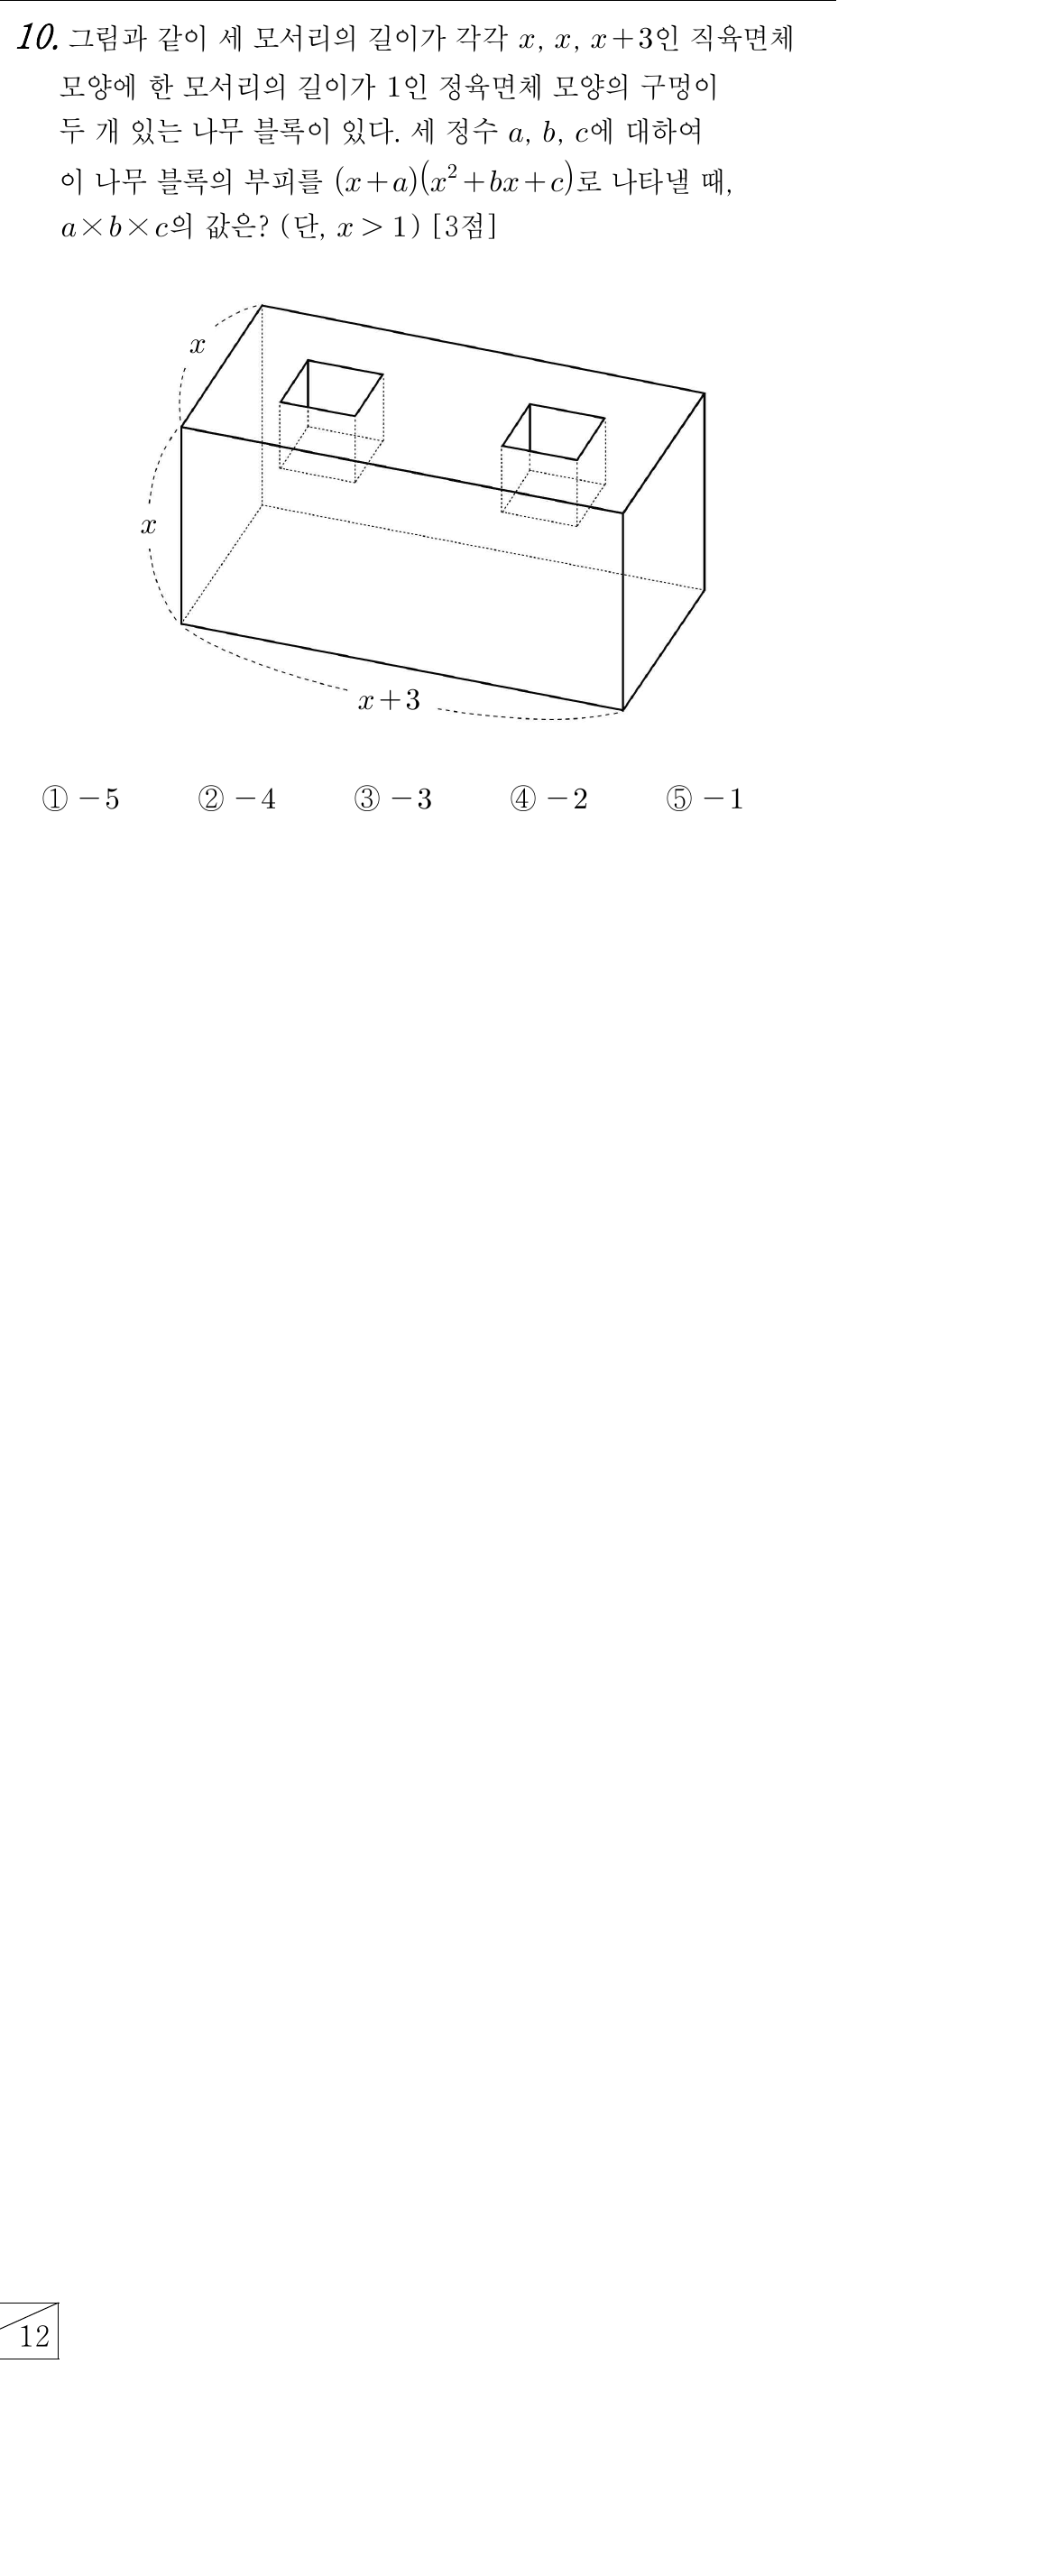 10. 그림과 같이 세 모서리의 길이가 각각 x, x, x+3인 직육면체
모양에 한 모서리의 길이가 1인 정육면체 모양의 구멍이
두 개 있는 나무 블록이 있다. 세 정수 a, b, c에 대하여
이 나무 블록의 부피를 (x+a)(x²+bx+c)로 나타낼 때,
a×b×c의 값은? (단, x > 1) [3점]
x
x
x+3
① -5 ② -4 ③ -3 ④ -2 ⑤ -1
12